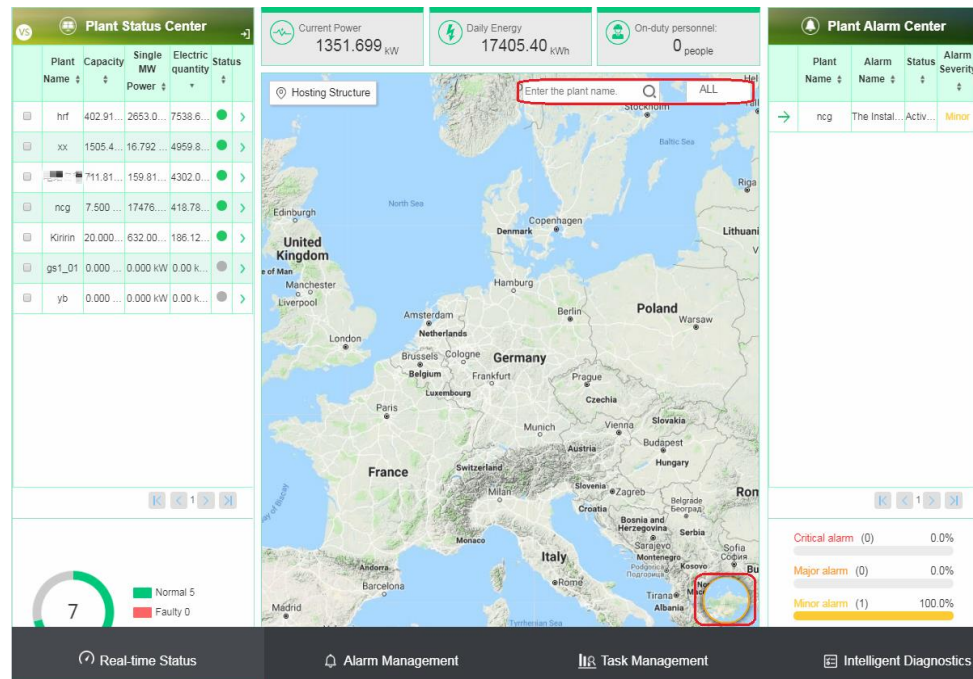 VS Plant Status Center
Plant Name Capacity Single MW Power Electric quantity Status
hrf 402.91... 2653.0... 7538.6...
xx 1505.4... 16.792 ... 4959.8...
711.81... 159.81... 4302.0...
ncg 7.500 ... 17476.... 418.78...
Kiririn 20.000... 632.00... 186.12...
gs1_01 0.000 ... 0.000 kW 0.00 k...
yb 0.000 ... 0.000 kW 0.00 k...
1
7
Normal 5
Faulty 0
Current Power
1351.699 kW
Daily Energy
17405.40 kWh
On-duty personnel:
0 people
Hosting Structure
Enter the plant name.
ALL
Hel
Stockholm
Tall
Baltic Sea
Riga
North Sea
Edinburgh
Copenhagen
Denmark
Lithuani
United
Kingdom
V
e of Man
Manchester
Hamburg
Liverpool
Berlin
Poland
Amsterdam
Warsaw
Netherlands
London
Brussels
Cologne
Germany
Belgium
Frankfurt
Prague
Luxembourg
Czechia
Paris
Slovakia
Munich
Vienna
Budapest
Austria
Hungary
France
Switzerland
Slovenia
Zagreb
Milan
Rom
Croatia
Belgrade
Београд
Bosnia and
Herzegovina
Serbia
ay of Biscay
Monaco
Sarajevo
Sofia
София
Montenegro
Italy
Podgorica
Подгорица
Kosovo
Bu
Andorra
Barcelona
Rome
Tirana
Madrid
Albania
Tyrrhenian Sea
Plant Alarm Center
Plant Name Alarm Name Status Alarm Severity
ncg The Instal... Activ... Minor
1
Critical alarm (0) 0.0%
Major alarm (0) 0.0%
Minor alarm (1) 100.0%
Real-time Status
Alarm Management
Task Management
Intelligent Diagnostics